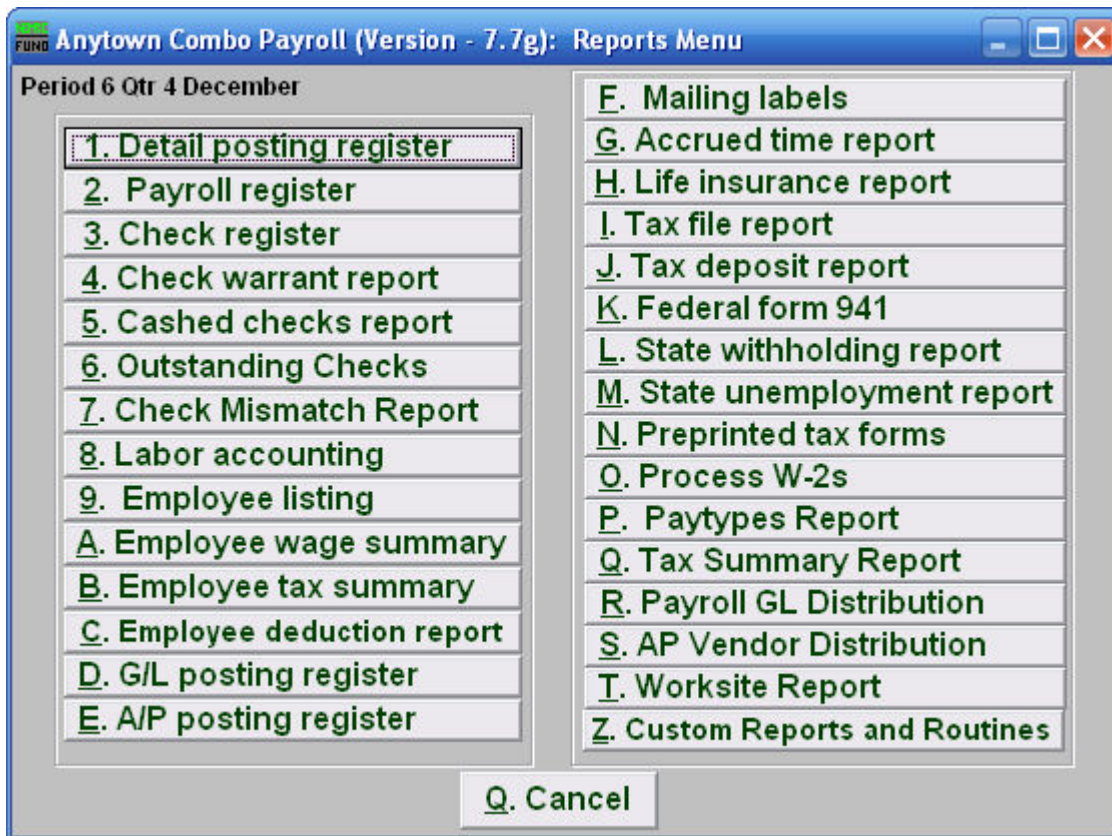 FUND Anytown Combo Payroll (Version - 7.7g): Reports Menu
Period 6 Qtr 4 December
1. Detail posting register
2. Payroll register
3. Check register
4. Check warrant report
5. Cashed checks report
6. Outstanding Checks
7. Check Mismatch Report
8. Labor accounting
9. Employee listing
A. Employee wage summary
B. Employee tax summary
C. Employee deduction report
D. G/L posting register
E. A/P posting register
F. Mailing labels
G. Accrued time report
H. Life insurance report
I. Tax file report
J. Tax deposit report
K. Federal form 941
L. State withholding report
M. State unemployment report
N. Preprinted tax forms
O. Process W-2s
P. Paytypes Report
Q. Tax Summary Report
R. Payroll GL Distribution
S. AP Vendor Distribution
T. Worksite Report
Z. Custom Reports and Routines
Q. Cancel